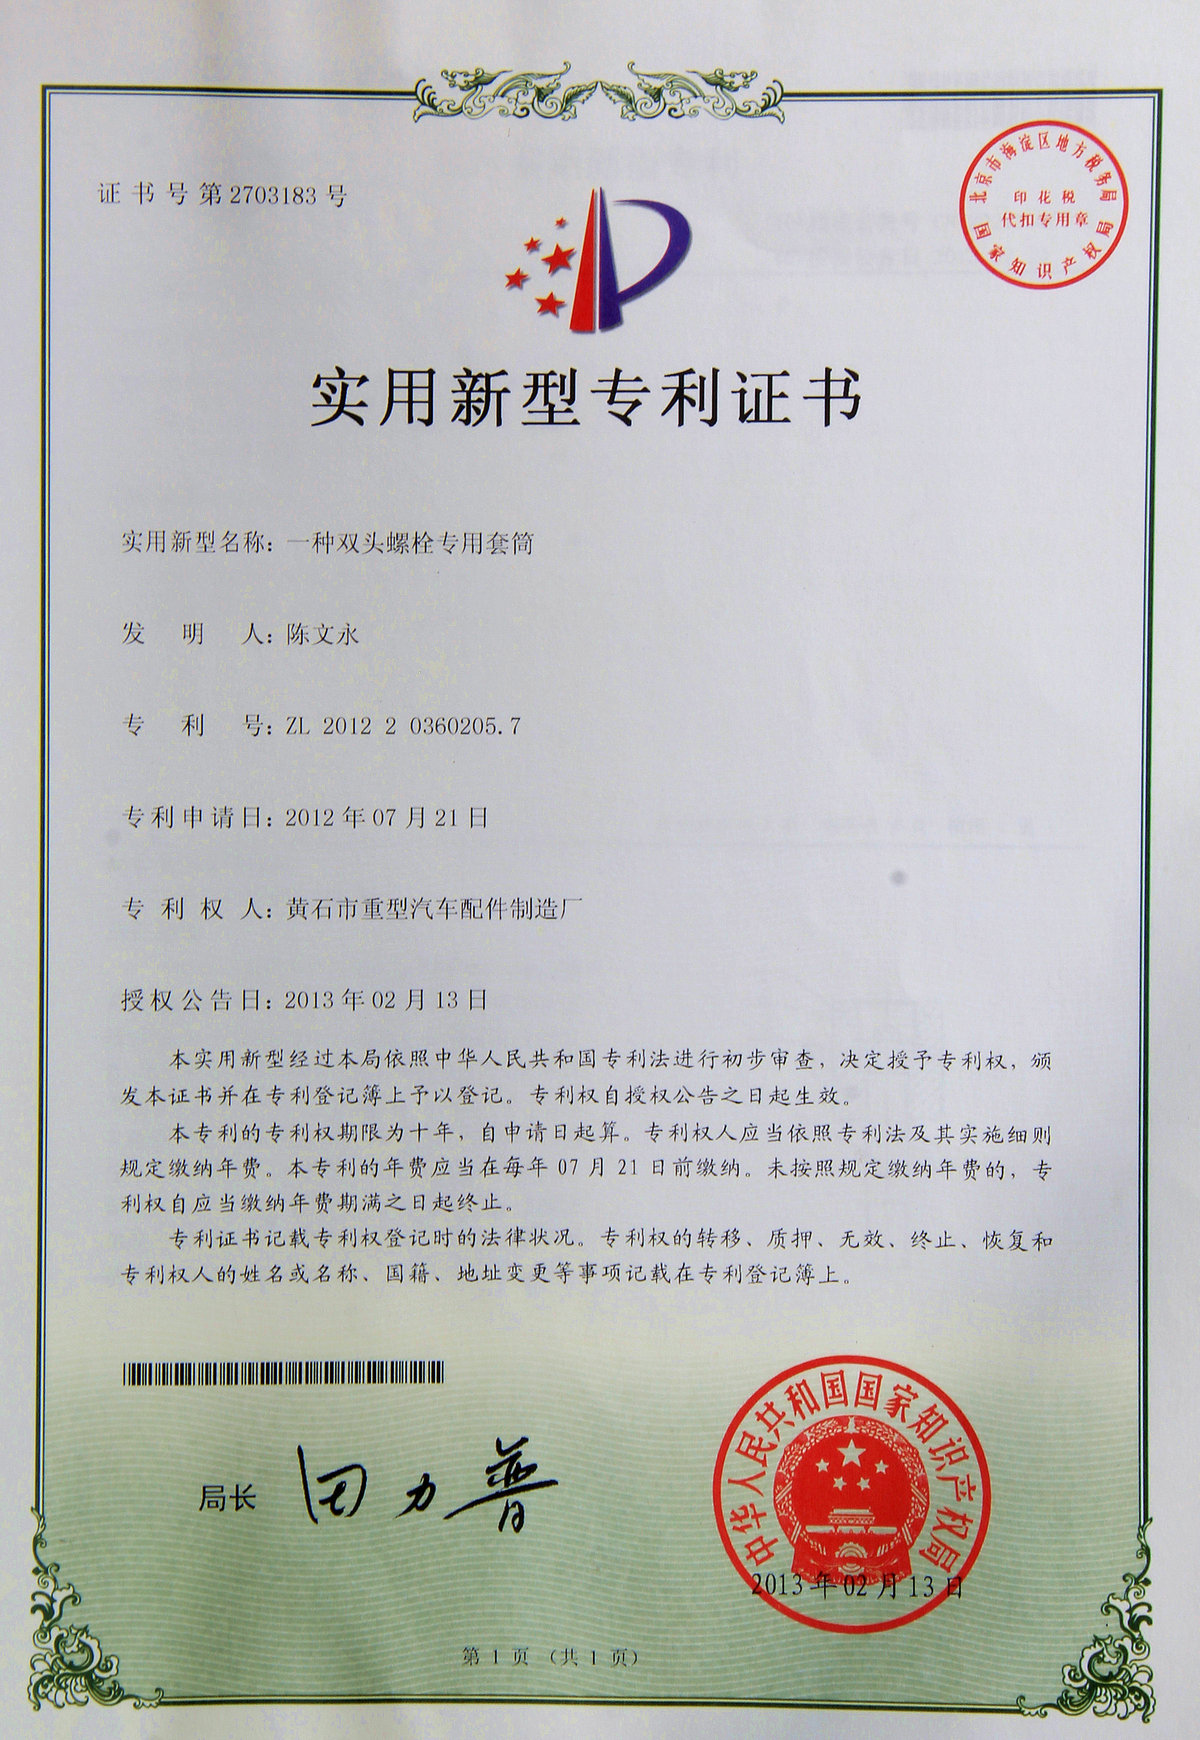 证书号第2703183号
北京市海淀区地方税务局
印花税
代扣专用章
国家知识产权局
实用新型专利证书
实用新型名称：一种双头螺栓专用套筒
发明人：陈文永
专利号：ZL 2012 2 0360205.7
专利申请日：2012年07月21日
专利权人：黄石市重型汽车配件制造厂
授权公告日：2013年02月13日
本实用新型经过本局依照中华人民共和国专利法进行初步审查，决定授予专利权，颁
发本证书并在专利登记簿上予以登记。专利权自授权公告之日起生效。
本专利的专利权期限为十年，自申请日起算。专利权人应当依照专利法及其实施细则
规定缴纳年费。本专利的年费应当在每年07月21日前缴纳。未按照规定缴纳年费的，专
利权自应当缴纳年费期满之日起终止。
专利证书记载专利权登记时的法律状况。专利权的转移、质押、无效、终止、恢复和
专利权人的姓名或名称、国籍、地址变更等事项记载在专利登记簿上。
局长 田力普
中华人民共和国国家知识产权局
2013年02月13日
第1页（共1页）